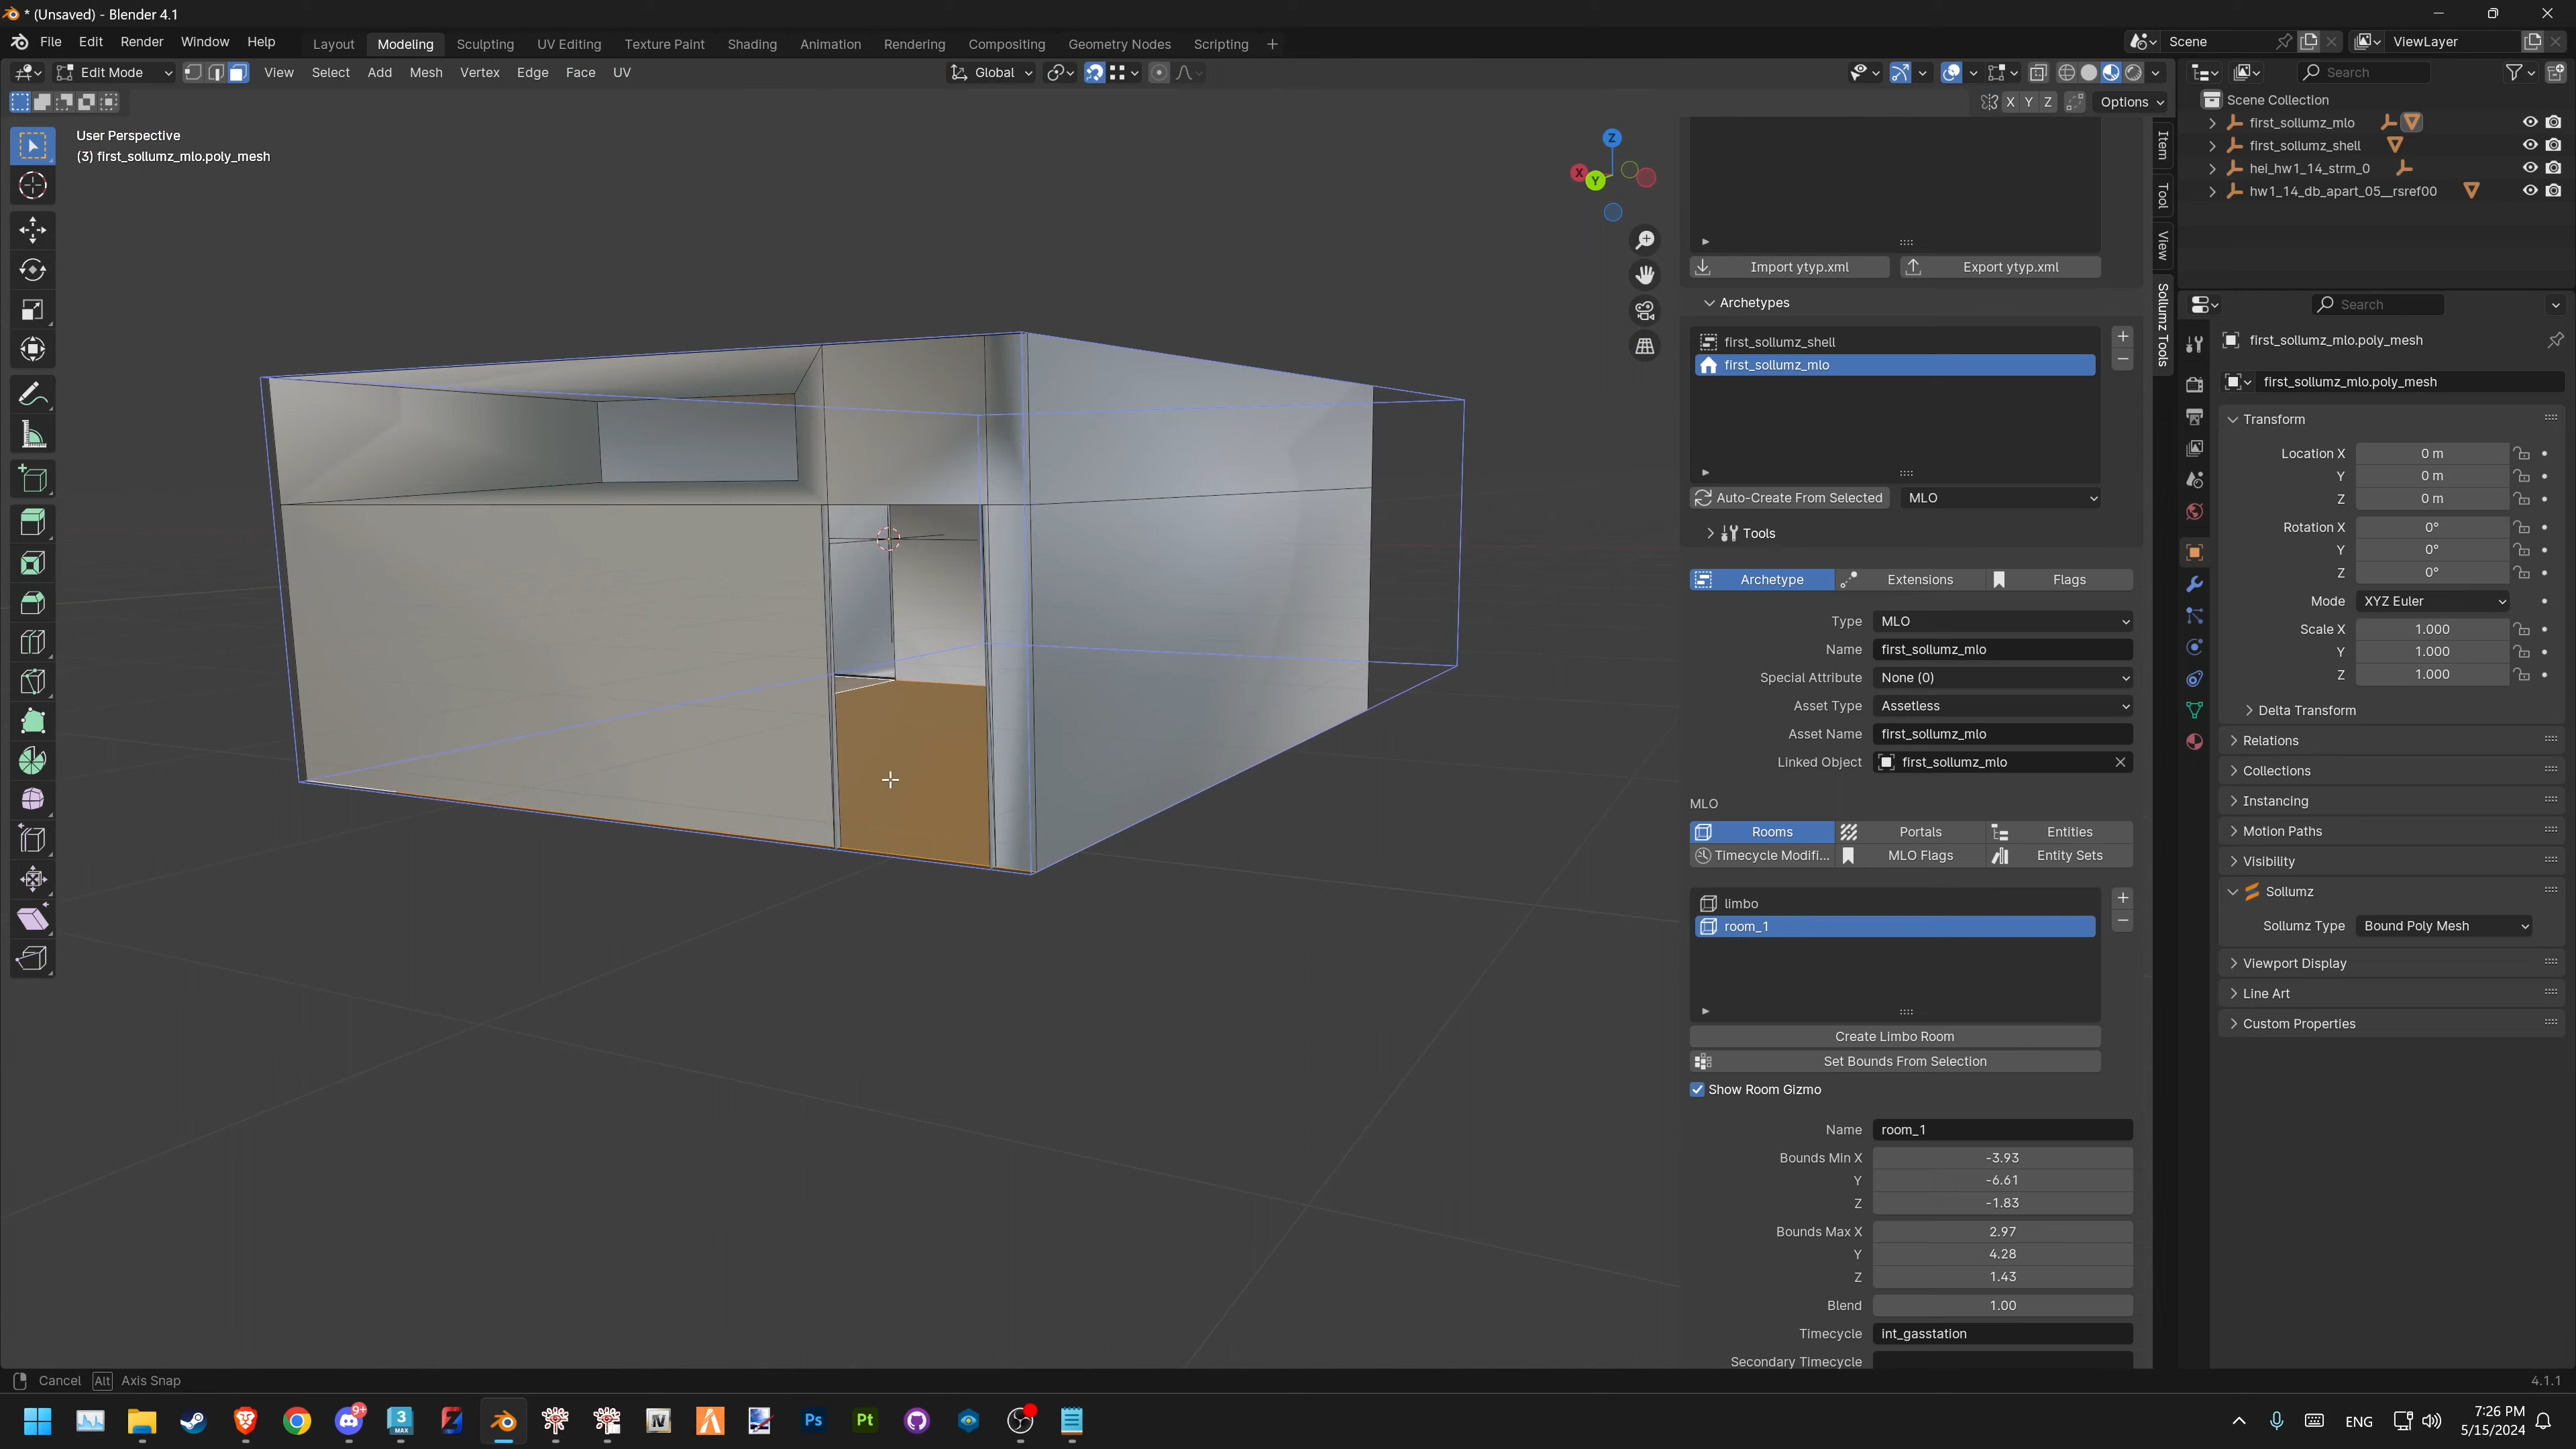 * (Unsaved) - Blender 4.1
File Edit Render Window Help Layout Modeling Sculpting UV Editing Texture Paint Shading Animation Rendering Compositing Geometry Nodes Scripting + Scene ViewLayer
Edit Mode View Select Add Mesh Vertex Edge Face UV Global Search
X Y Z Options
User Perspective
(3) first_sollumz_mlo.poly_mesh
Z
X
Y
Item
Tool
View
Sollumz Tools
Import ytyp.xml Export ytyp.xml
Archetypes
first_sollumz_shell
first_sollumz_mlo
Auto-Create From Selected MLO
Tools
Archetype Extensions Flags
Type MLO
Name first_sollumz_mlo
Special Attribute None (0)
Asset Type Assetless
Asset Name first_sollumz_mlo
Linked Object first_sollumz_mlo
MLO
Rooms Portals Entities
Timecycle Modifi... MLO Flags Entity Sets
limbo
room_1
Create Limbo Room
Set Bounds From Selection
Show Room Gizmo
Name room_1
Bounds Min X -3.93
Y -6.61
Z -1.83
Bounds Max X 2.97
Y 4.28
Z 1.43
Blend 1.00
Timecycle int_gasstation
Secondary Timecycle
Scene Collection
first_sollumz_mlo
first_sollumz_shell
hei_hw1_14_strm_0
hw1_14_db_apart_05__rsref00
Search
first_sollumz_mlo.poly_mesh
first_sollumz_mlo.poly_mesh
Transform
Location X 0 m
Y 0 m
Z 0 m
Rotation X 0°
Y 0°
Z 0°
Mode XYZ Euler
Scale X 1.000
Y 1.000
Z 1.000
Delta Transform
Relations
Collections
Instancing
Motion Paths
Visibility
Sollumz
Sollumz Type Bound Poly Mesh
Viewport Display
Line Art
Custom Properties
Cancel Alt Axis Snap 4.1.1
9+ 3 MAX Ps Pt ENG 7:26 PM
5/15/2024